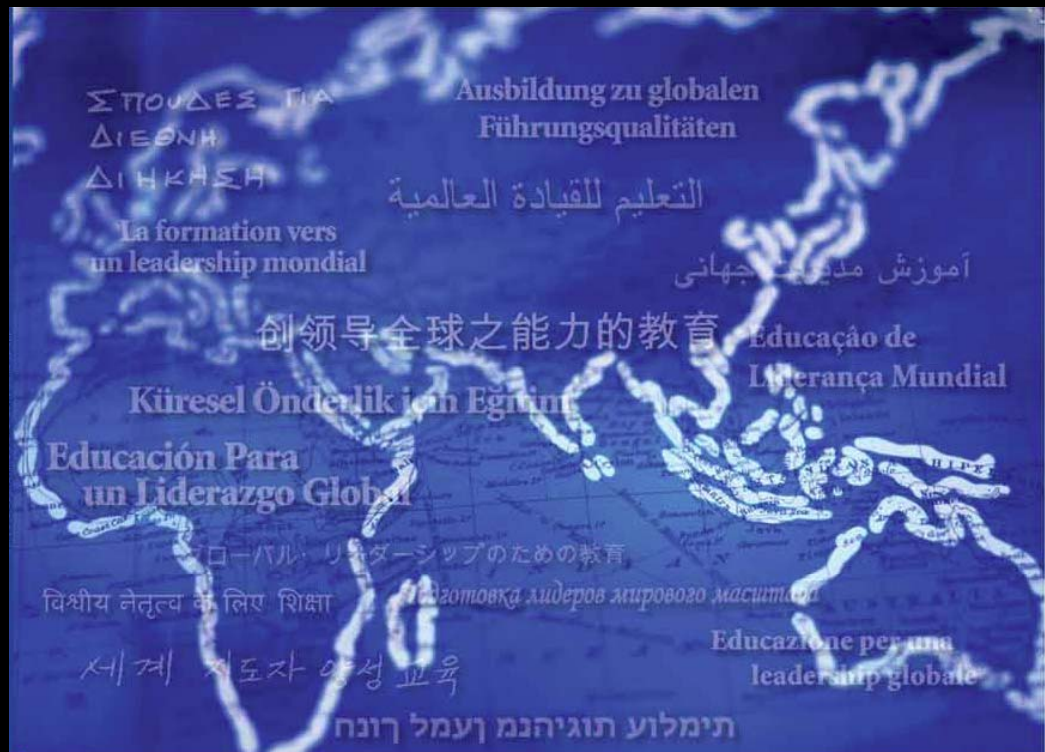 ΣΠΟΥΔΕΣ ΓΙΑ
ΔΙΕΘΝΗ
ΔΙΗΚΗΣΗ
Ausbildung zu globalen
Führungsqualitäten
التعليم للقيادة العالمية
La formation vers
un leadership mondial
آموزش مدیریت جهانی
创领导全球之能力的教育
Educaçâo de
Liderança Mundial
Küresel Önderlik için Eğitim
Educación Para
un Liderazgo Global
グローバル・リーダーシップのための教育
विश्वीय नेतृत्व के लिए शिक्षा
Подготовка лидеров мирового масштаба
Educazione per una
leadership globale
세계 지도자 양성 교육
תימלוע תוגיהנמ ןעמל ךונח